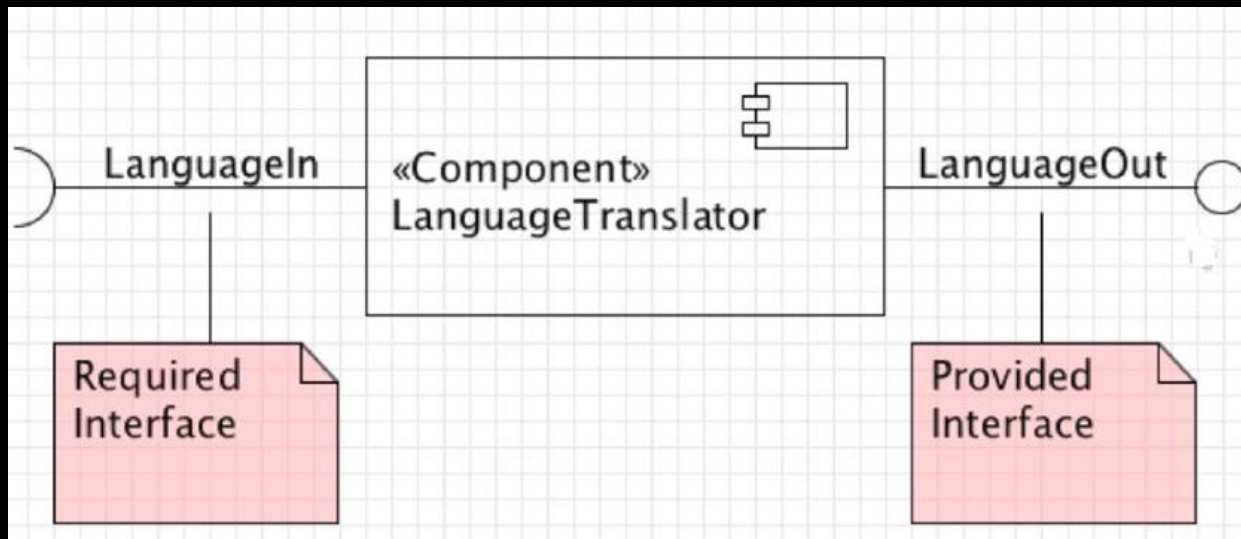 LanguageIn
«Component»
LanguageTranslator
LanguageOut
Required
Interface
Provided
Interface